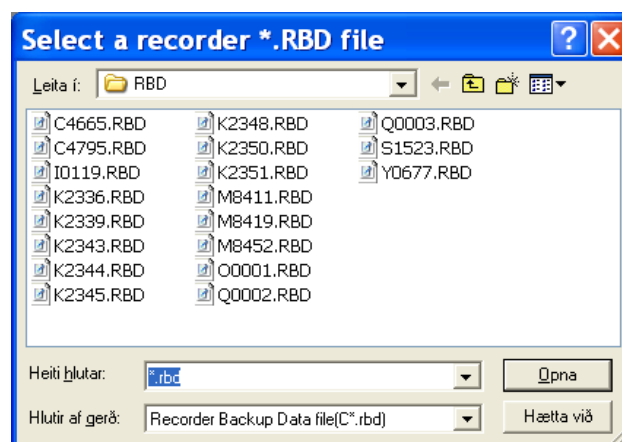 Select a recorder *.RBD file
Leita í: RBD
C4665.RBD K2348.RBD Q0003.RBD
C4795.RBD K2350.RBD S1523.RBD
I0119.RBD K2351.RBD Y0677.RBD
K2336.RBD M8411.RBD
K2339.RBD M8419.RBD
K2343.RBD M8452.RBD
K2344.RBD O0001.RBD
K2345.RBD Q0002.RBD
Heiti hlutar: *.rbd Opna
Hlutir af gerð: Recorder Backup Data file(C*.rbd) Hætta við